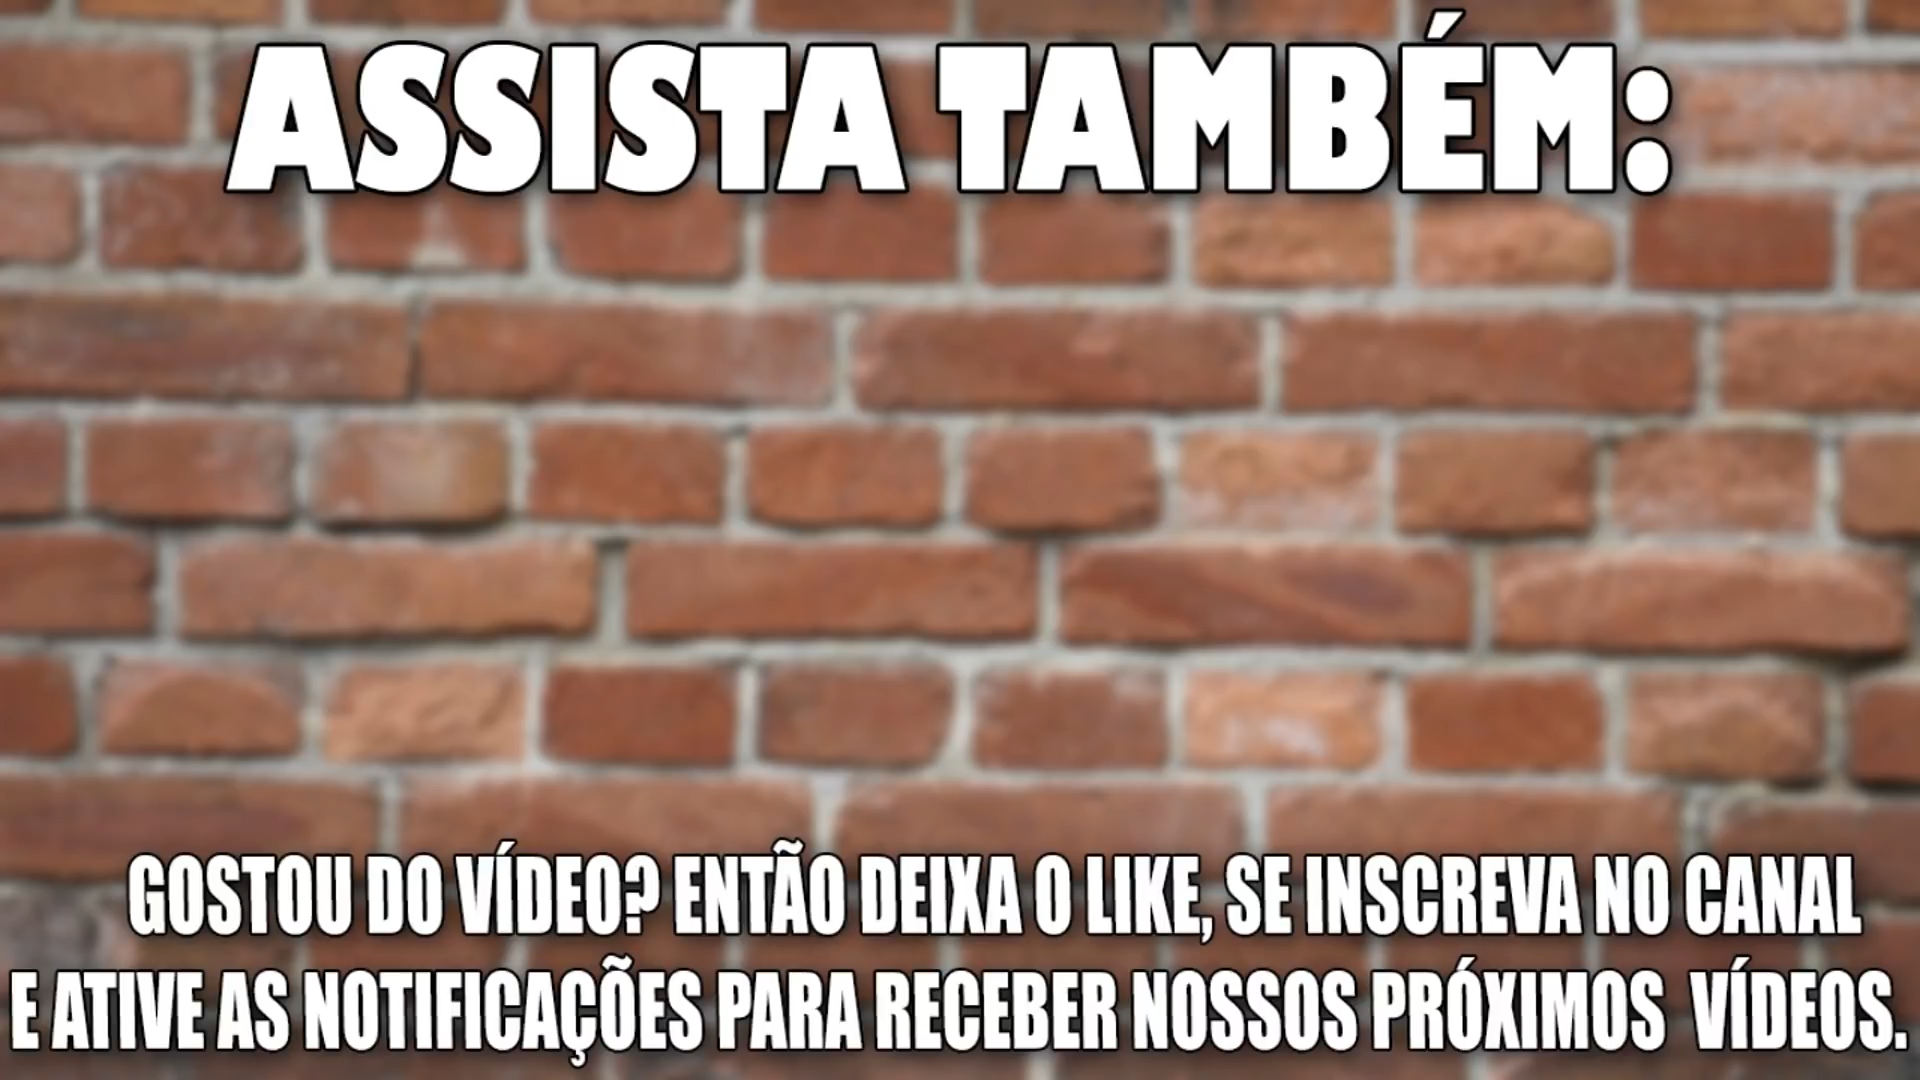 ASSISTA TAMBÉM:
GOSTOU DO VÍDEO? ENTÃO DEIXA O LIKE, SE INSCREVA NO CANAL
E ATIVE AS NOTIFICAÇÕES PARA RECEBER NOSSOS PRÓXIMOS VÍDEOS.